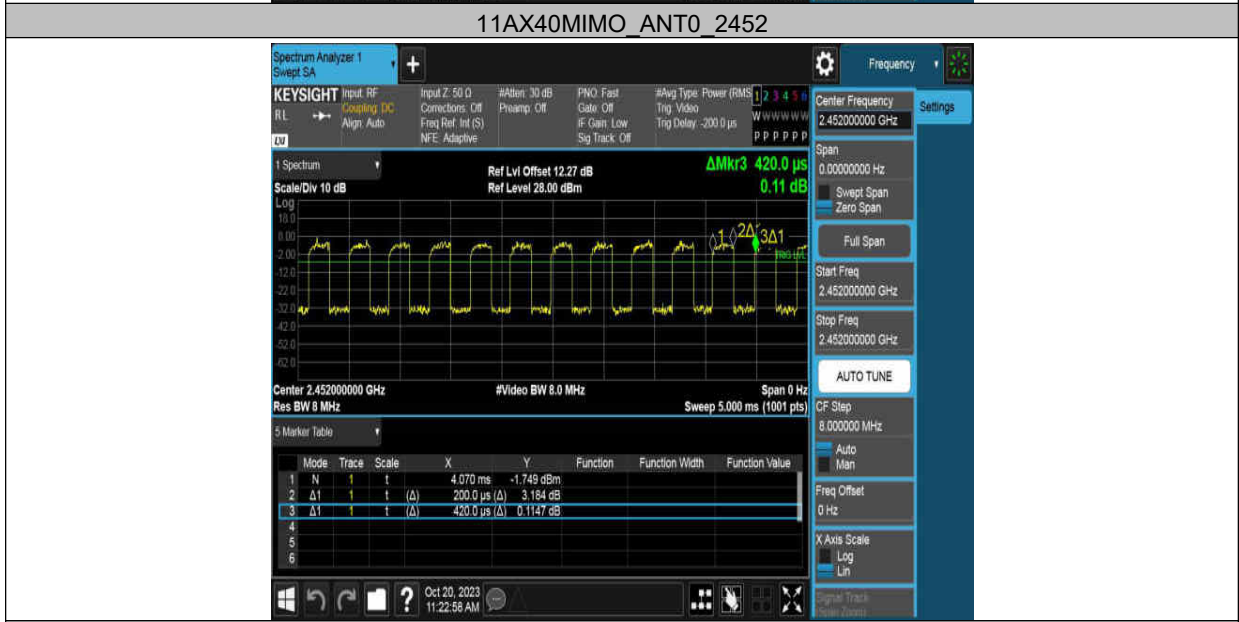 11AX40MIMO_ANT0_2452
Spectrum Analyzer 1
Swept SA
+
Frequency
KEYSIGHT
RL
LXI
Input: RF
Coupling: DC
Align: Auto
Input Z: 50 Ω
Corrections: Off
Freq Ref: Int (S)
NFE: Adaptive
#Atten: 30 dB
Preamp: Off
PNO: Fast
Gate: Off
IF Gain: Low
Sig Track: Off
#Avg Type: Power (RMS
Trig: Video
Trig Delay: -200.0 µs
1 2 3 4 5 6
W W W W W W
P P P P P P
1 Spectrum
Scale/Div 10 dB
Ref Lvl Offset 12.27 dB
Ref Level 28.00 dBm
ΔMkr3 420.0 µs
0.11 dB
Log
18.0
8.00
-2.00
-12.0
-22.0
-32.0
-42.0
-52.0
-62.0
1 2Δ1 3Δ1
TRIG LVL
Center 2.452000000 GHz
Res BW 8 MHz
#Video BW 8.0 MHz
Span 0 Hz
Sweep 5.000 ms (1001 pts)
5 Marker Table
Mode Trace Scale X Y Function Function Width Function Value
1 N 1 t 4.070 ms -1.749 dBm
2 Δ1 1 t (Δ) 200.0 µs (Δ) 3.184 dB
3 Δ1 1 t (Δ) 420.0 µs (Δ) 0.1147 dB
4
5
6
?
Oct 20, 2023
11:22:58 AM
Center Frequency
2.452000000 GHz
Settings
Span
0.00000000 Hz
Swept Span
Zero Span
Full Span
Start Freq
2.452000000 GHz
Stop Freq
2.452000000 GHz
AUTO TUNE
CF Step
8.000000 MHz
Auto
Man
Freq Offset
0 Hz
X Axis Scale
Log
Lin
Signal Track
(Span Zoom)